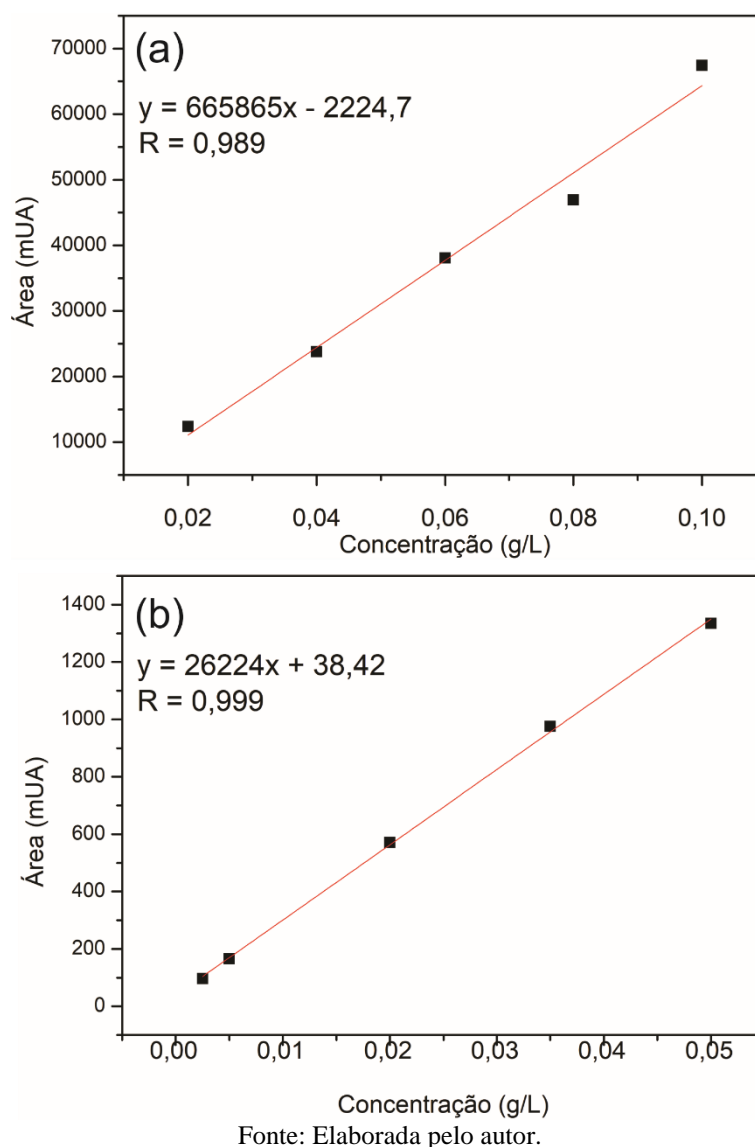 (a)
y = 665865x - 2224,7
R = 0,989
Área (mUA)
70000
60000
50000
40000
30000
20000
10000
0,02 0,04 0,06 0,08 0,10
Concentração (g/L)
(b)
y = 26224x + 38,42
R = 0,999
Área (mUA)
1400
1200
1000
800
600
400
200
0
0,00 0,01 0,02 0,03 0,04 0,05
Concentração (g/L)
Fonte: Elaborada pelo autor.